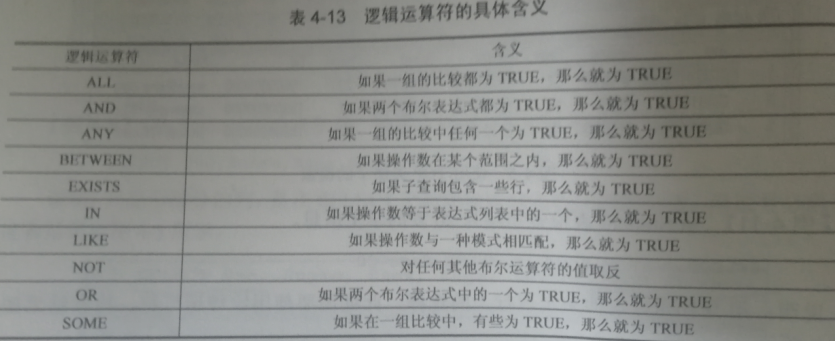 表 4-13 逻辑运算符的具体含义
逻辑运算符 含义
ALL 如果一组的比较都为 TRUE，那么就为 TRUE
AND 如果两个布尔表达式都为 TRUE，那么就为 TRUE
ANY 如果一组的比较中任何一个为 TRUE，那么就为 TRUE
BETWEEN 如果操作数在某个范围之内，那么就为 TRUE
EXISTS 如果子查询包含一些行，那么就为 TRUE
IN 如果操作数等于表达式列表中的一个，那么就为 TRUE
LIKE 如果操作数与一种模式相匹配，那么就为 TRUE
NOT 对任何其他布尔运算符的值取反
OR 如果两个布尔表达式中的一个为 TRUE，那么就为 TRUE
SOME 如果在一组比较中，有些为 TRUE，那么就为 TRUE